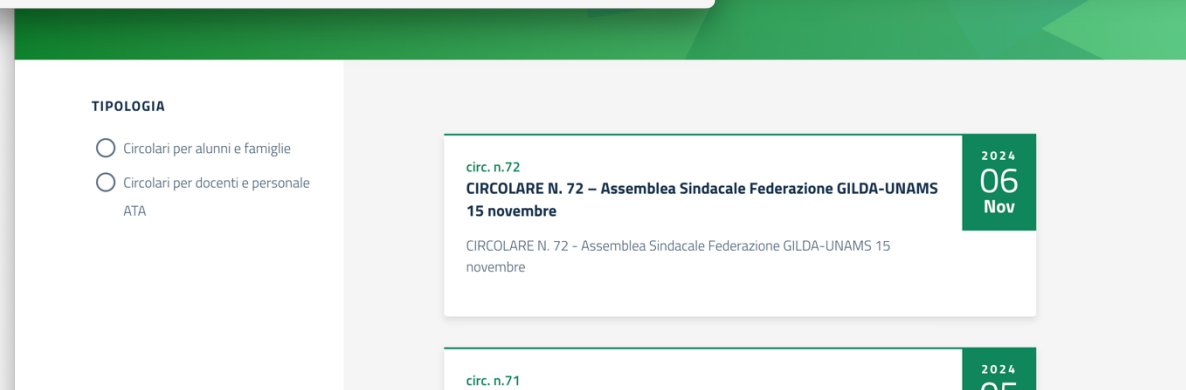 TIPOLOGIA
Circolari per alunni e famiglie
Circolari per docenti e personale
ATA
circ. n.72
CIRCOLARE N. 72 – Assemblea Sindacale Federazione GILDA-UNAMS
15 novembre
CIRCOLARE N. 72 - Assemblea Sindacale Federazione GILDA-UNAMS 15
novembre
2024
06
Nov
circ. n.71
2024
05